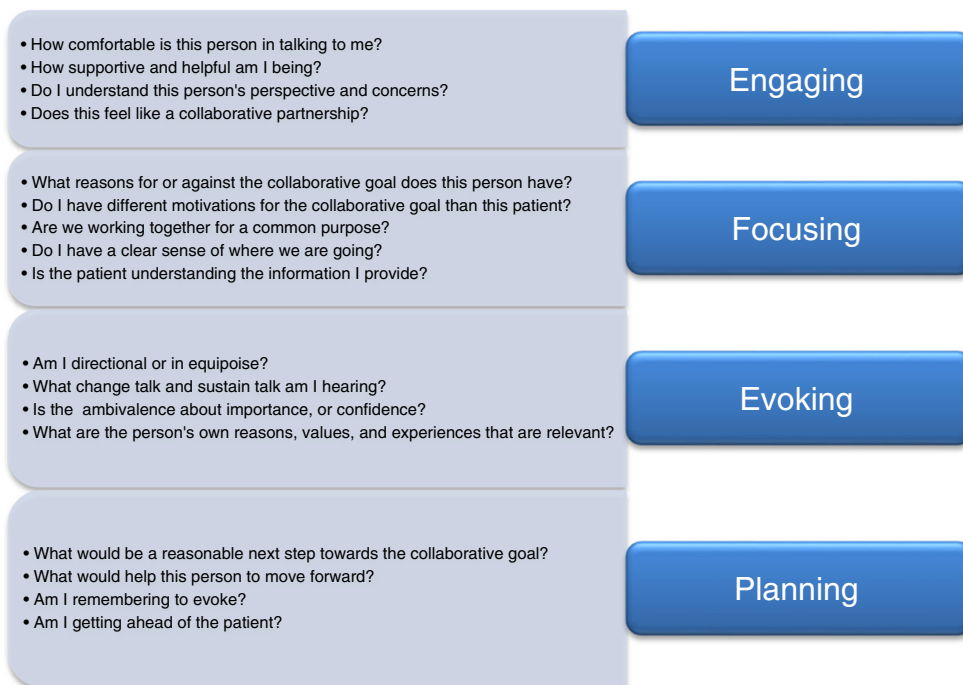 • How comfortable is this person in talking to me?
• How supportive and helpful am I being?
• Do I understand this person's perspective and concerns?
• Does this feel like a collaborative partnership?
Engaging
• What reasons for or against the collaborative goal does this person have?
• Do I have different motivations for the collaborative goal than this patient?
• Are we working together for a common purpose?
• Do I have a clear sense of where we are going?
• Is the patient understanding the information I provide?
Focusing
• Am I directional or in equipoise?
• What change talk and sustain talk am I hearing?
• Is the ambivalence about importance, or confidence?
• What are the person's own reasons, values, and experiences that are relevant?
Evoking
• What would be a reasonable next step towards the collaborative goal?
• What would help this person to move forward?
• Am I remembering to evoke?
• Am I getting ahead of the patient?
Planning